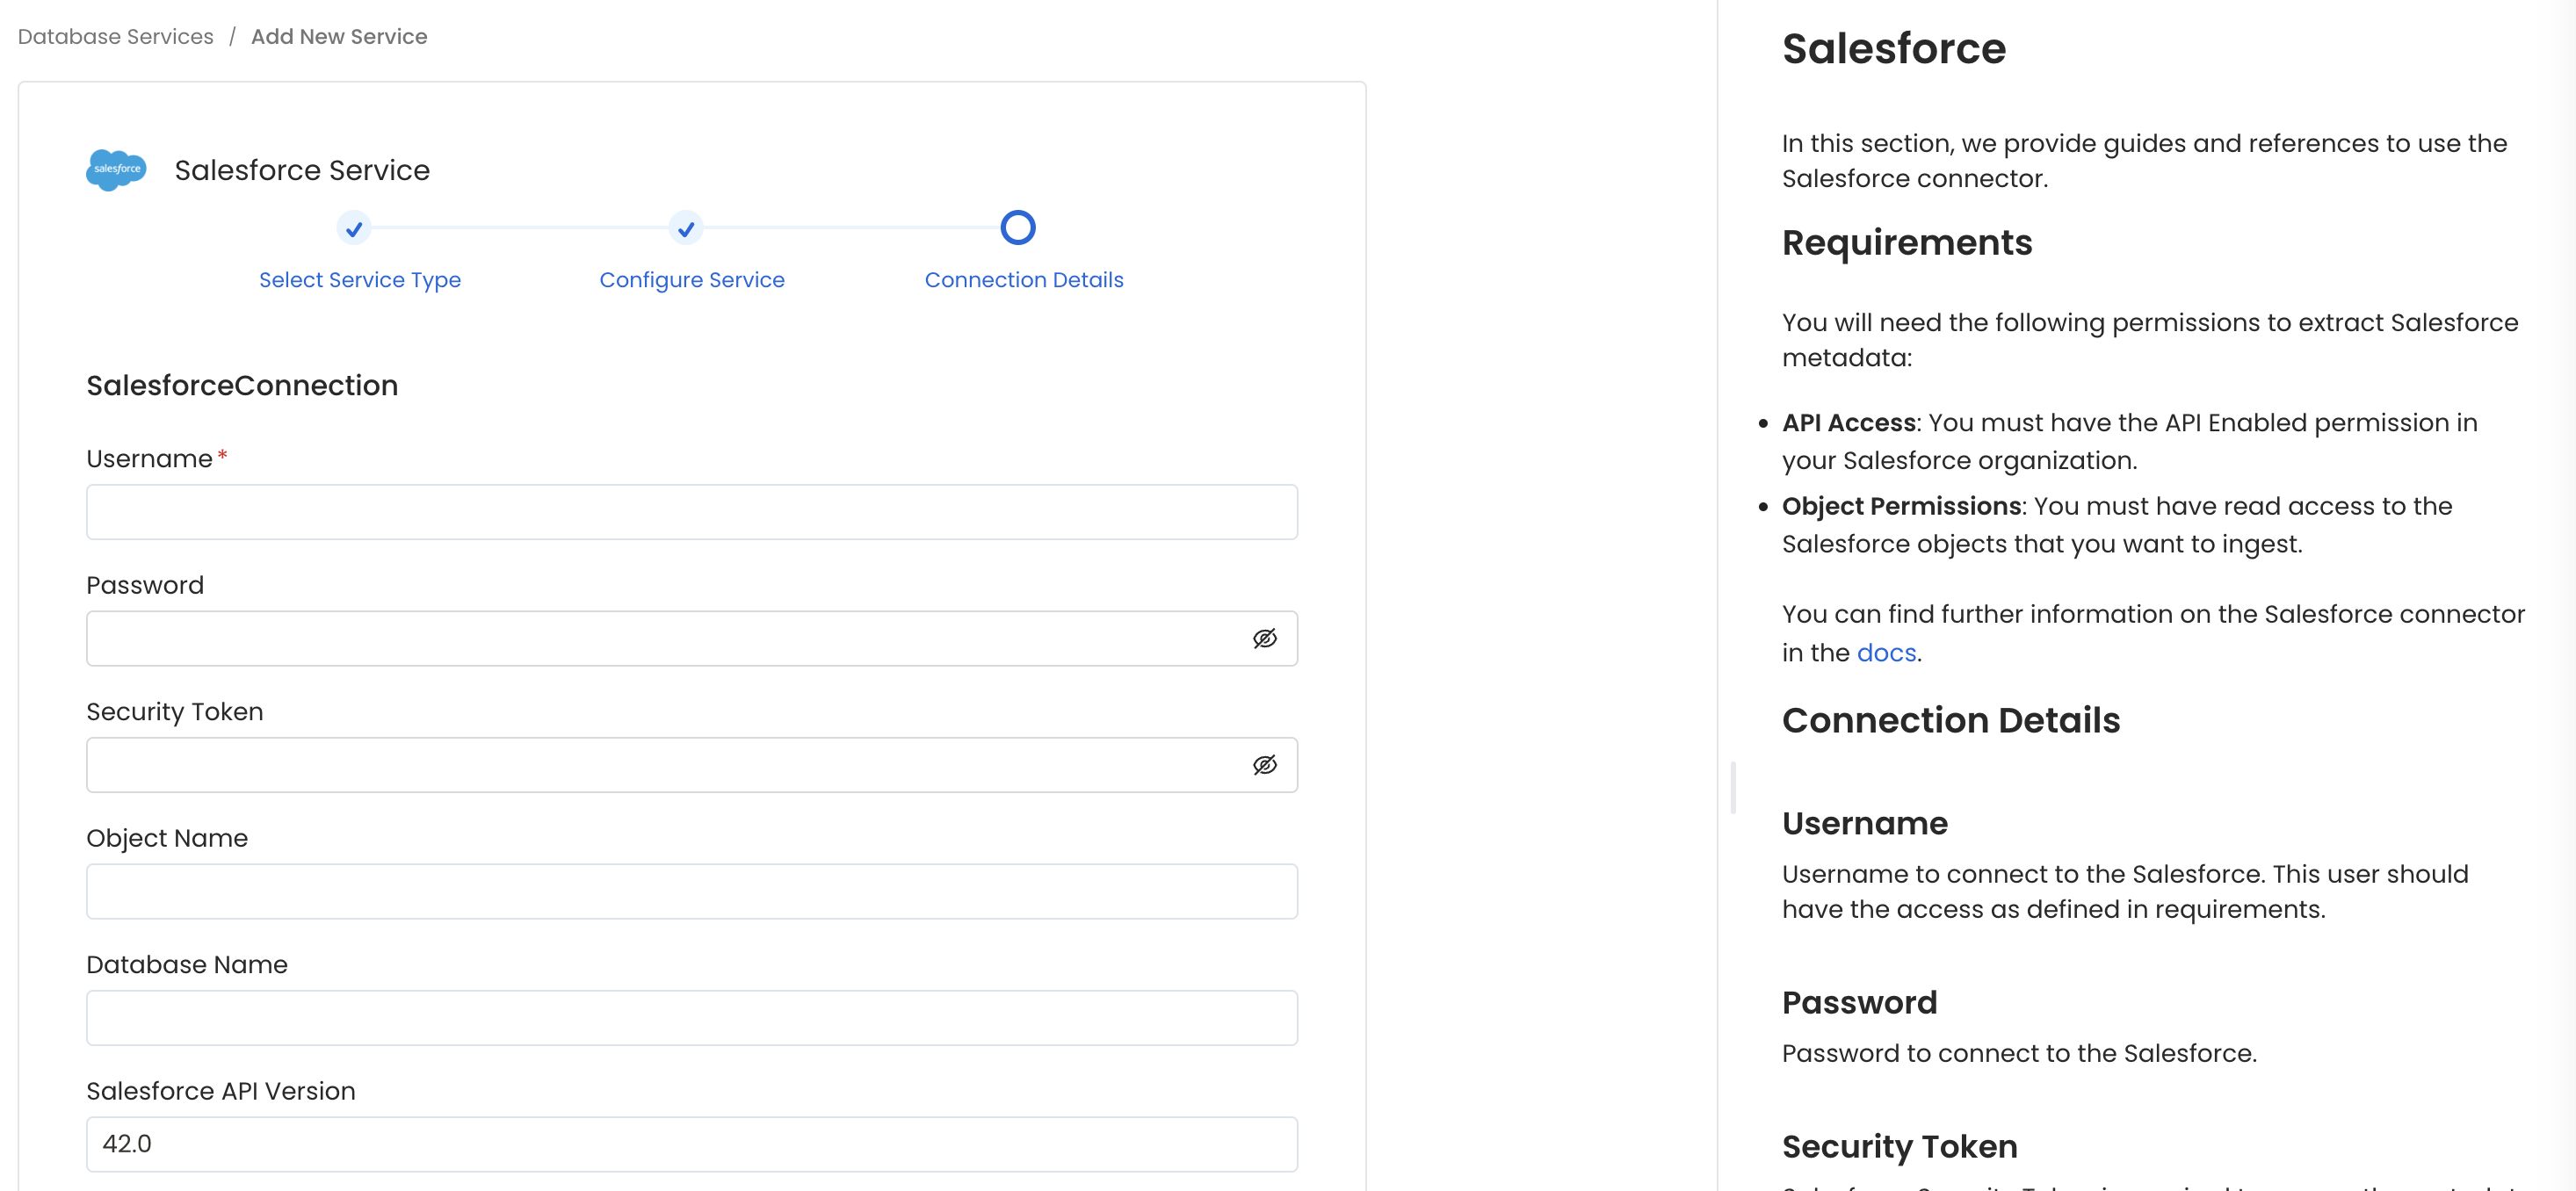 Database Services / Add New Service
salesforce
Salesforce Service
Select Service Type
Configure Service
Connection Details
SalesforceConnection
Username *
Password
Security Token
Object Name
Database Name
Salesforce API Version
42.0
Salesforce
In this section, we provide guides and references to use the
Salesforce connector.
Requirements
You will need the following permissions to extract Salesforce
metadata:
• API Access: You must have the API Enabled permission in
your Salesforce organization.
• Object Permissions: You must have read access to the
Salesforce objects that you want to ingest.
You can find further information on the Salesforce connector
in the docs.
Connection Details
Username
Username to connect to the Salesforce. This user should
have the access as defined in requirements.
Password
Password to connect to the Salesforce.
Security Token